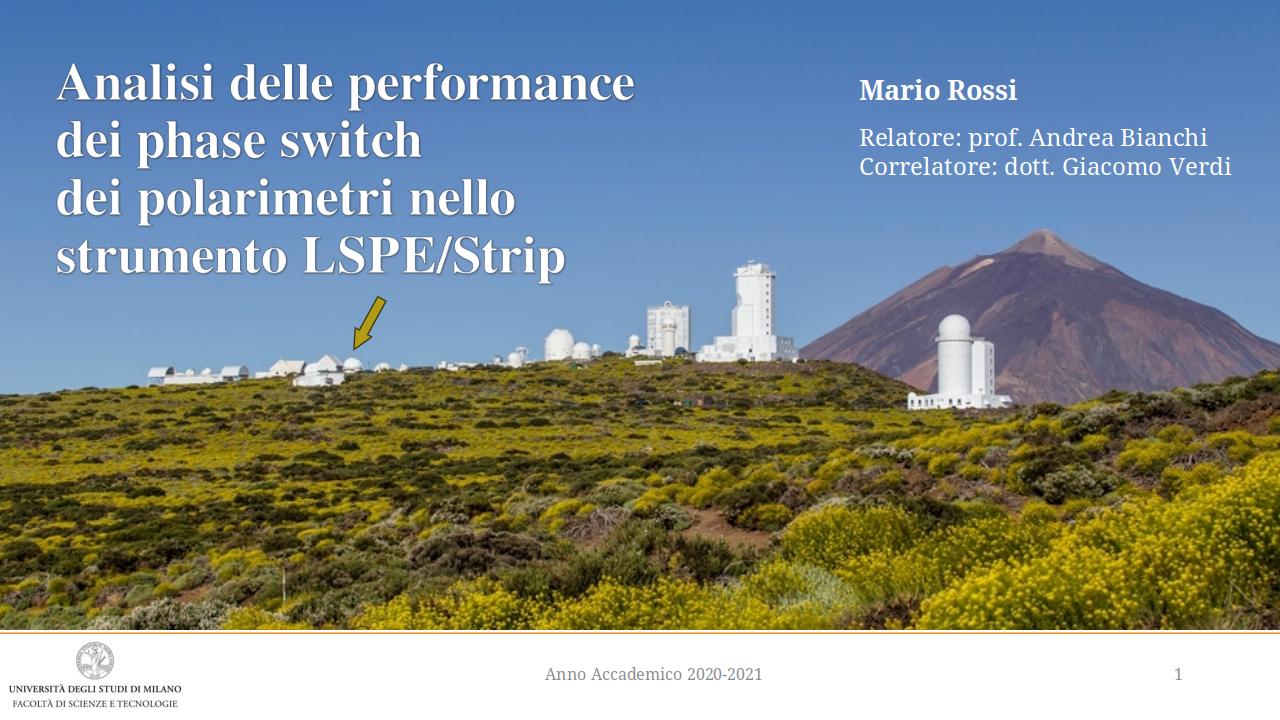 Analisi delle performance
dei phase switch
dei polarimetri nello
strumento LSPE/Strip
Mario Rossi
Relatore: prof. Andrea Bianchi
Correlatore: dott. Giacomo Verdi
UNIVERSITÀ DEGLI STUDI DI MILANO
FACOLTÀ DI SCIENZE E TECNOLOGIE
Anno Accademico 2020-2021
1